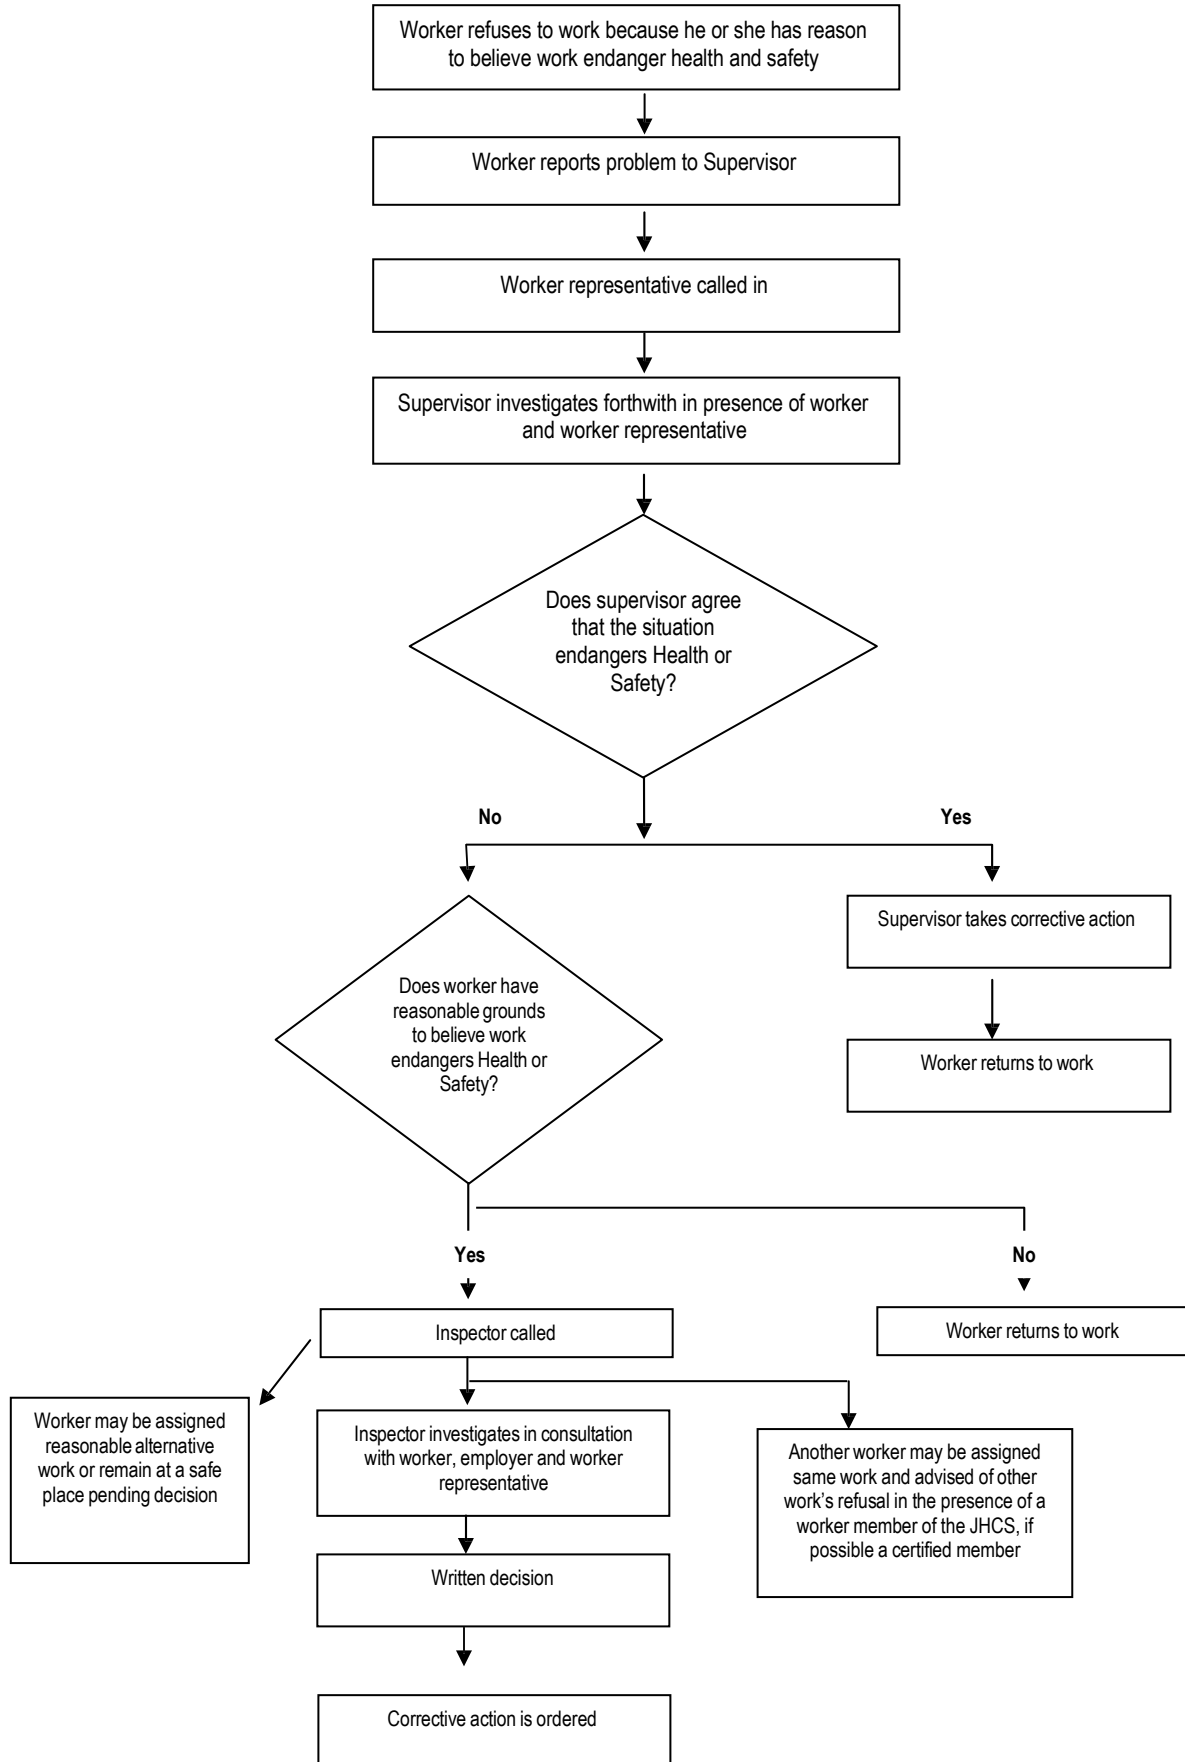 Worker refuses to work because he or she has reason
to believe work endanger health and safety
Worker reports problem to Supervisor
Worker representative called in
Supervisor investigates forthwith in presence of worker
and worker representative
Does supervisor agree
that the situation
endangers Health or
Safety?
No
Yes
Supervisor takes corrective action
Does worker have
reasonable grounds
to believe work
endangers Health or
Safety?
Worker returns to work
Yes
No
Inspector called
Worker returns to work
Worker may be assigned
reasonable alternative
work or remain at a safe
place pending decision
Inspector investigates in consultation
with worker, employer and worker
representative
Another worker may be assigned
same work and advised of other
work’s refusal in the presence of a
worker member of the JHCS, if
possible a certified member
Written decision
Corrective action is ordered